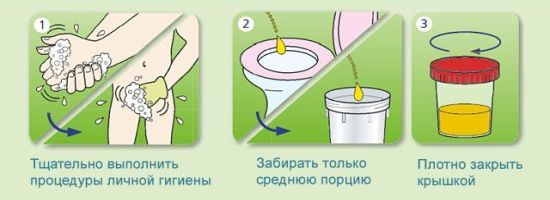 1
2
3
Тщательно выполнить
процедуры личной гигиены
Забирать только
среднюю порцию
Плотно закрыть
крышкой